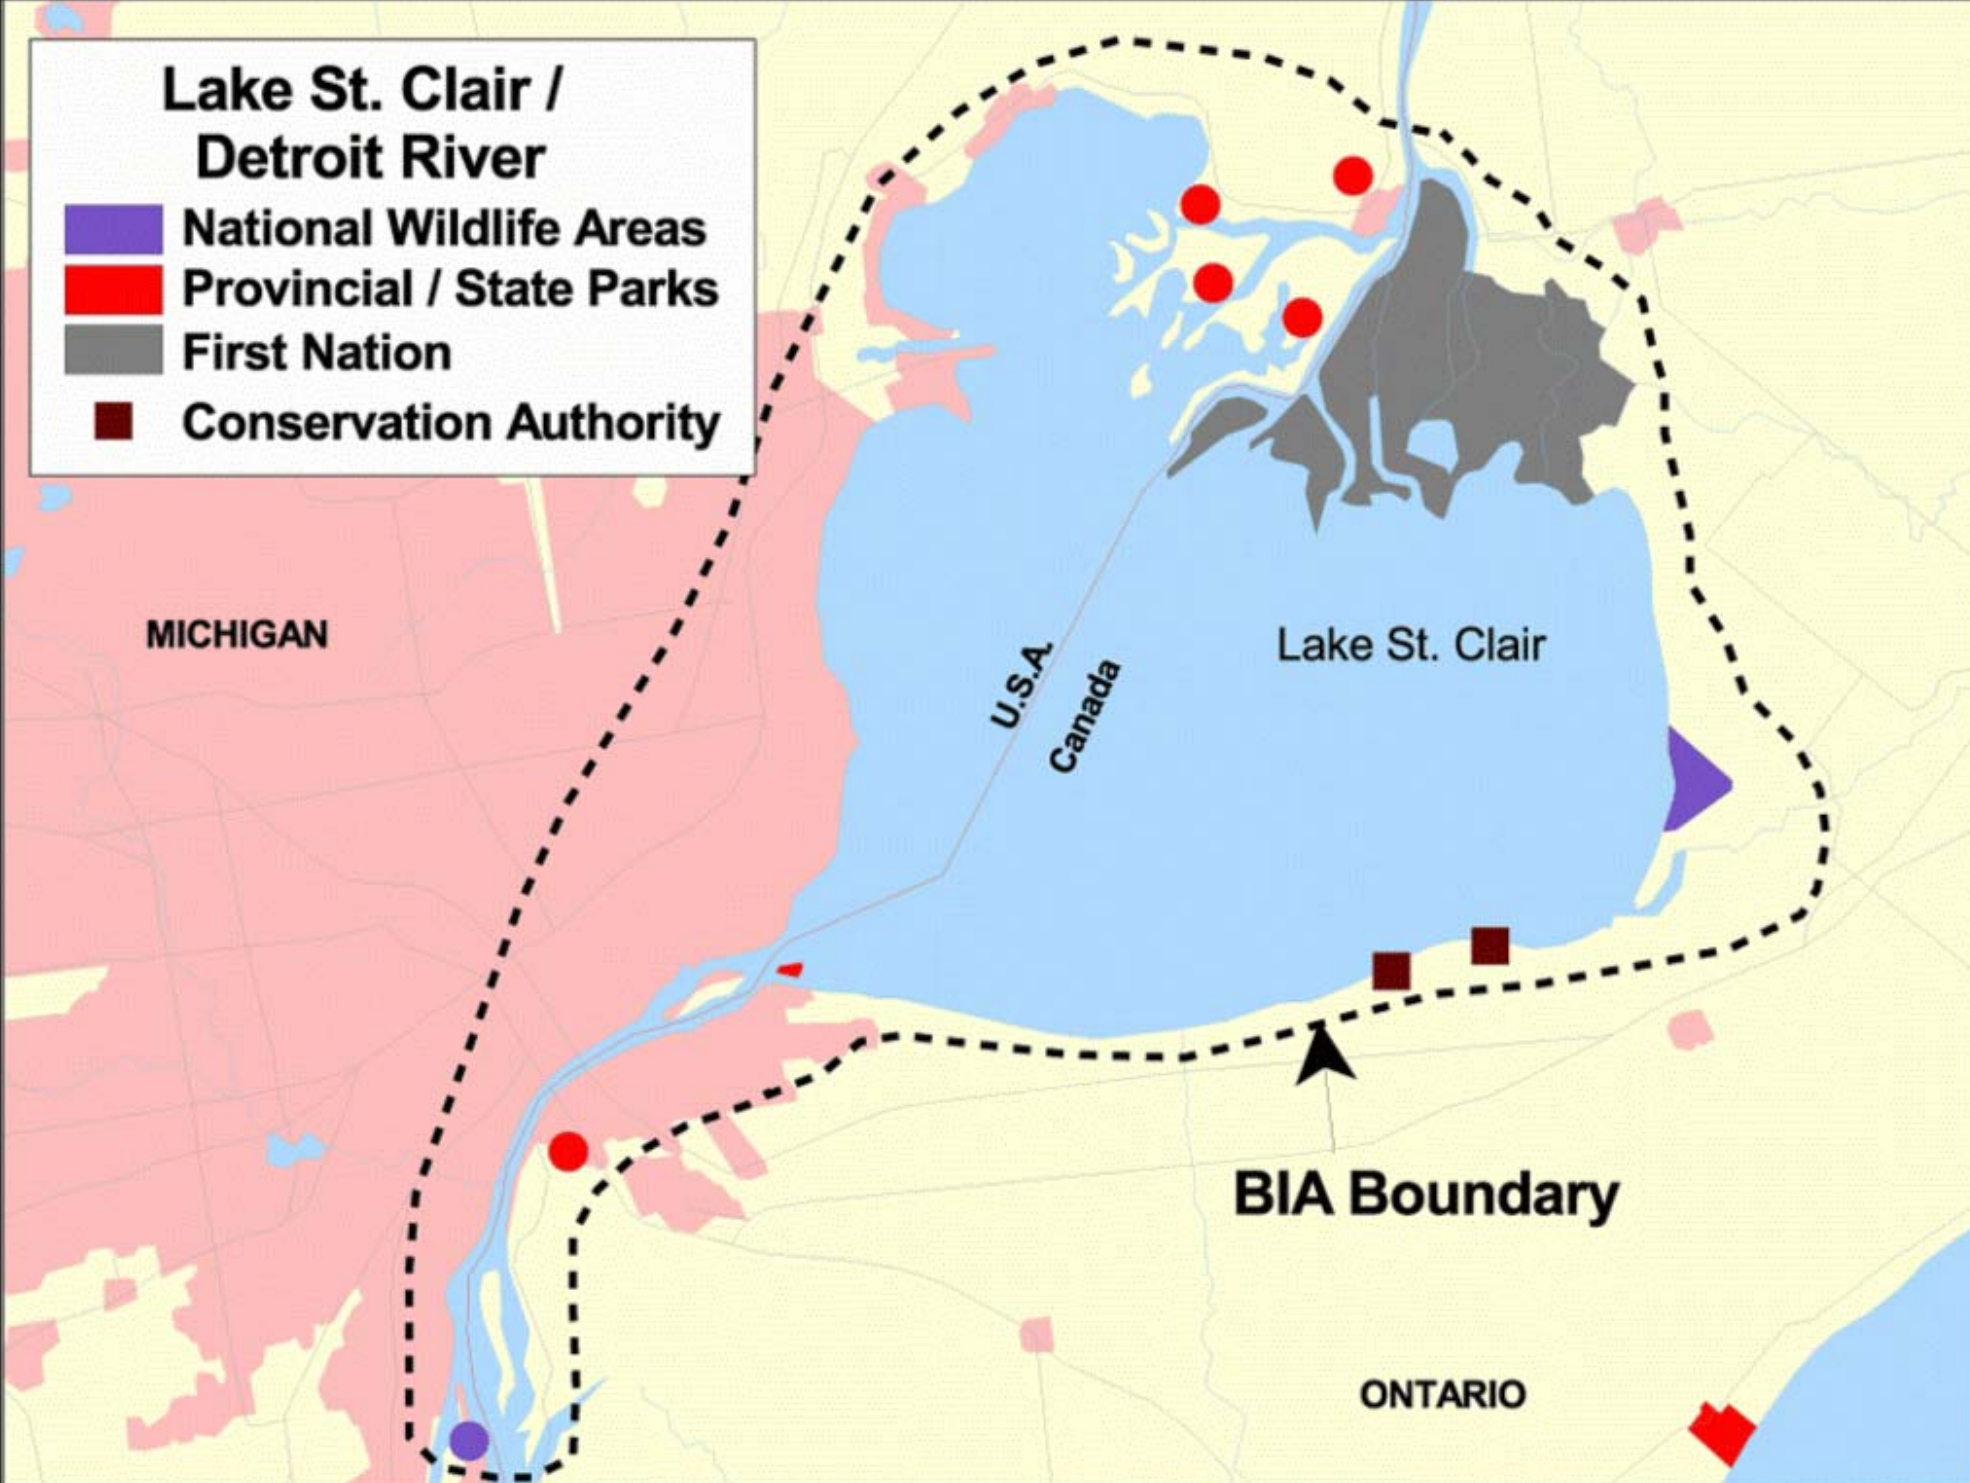 Lake St. Clair /
Detroit River
National Wildlife Areas
Provincial / State Parks
First Nation
Conservation Authority
MICHIGAN
U.S.A.
Canada
Lake St. Clair
BIA Boundary
ONTARIO